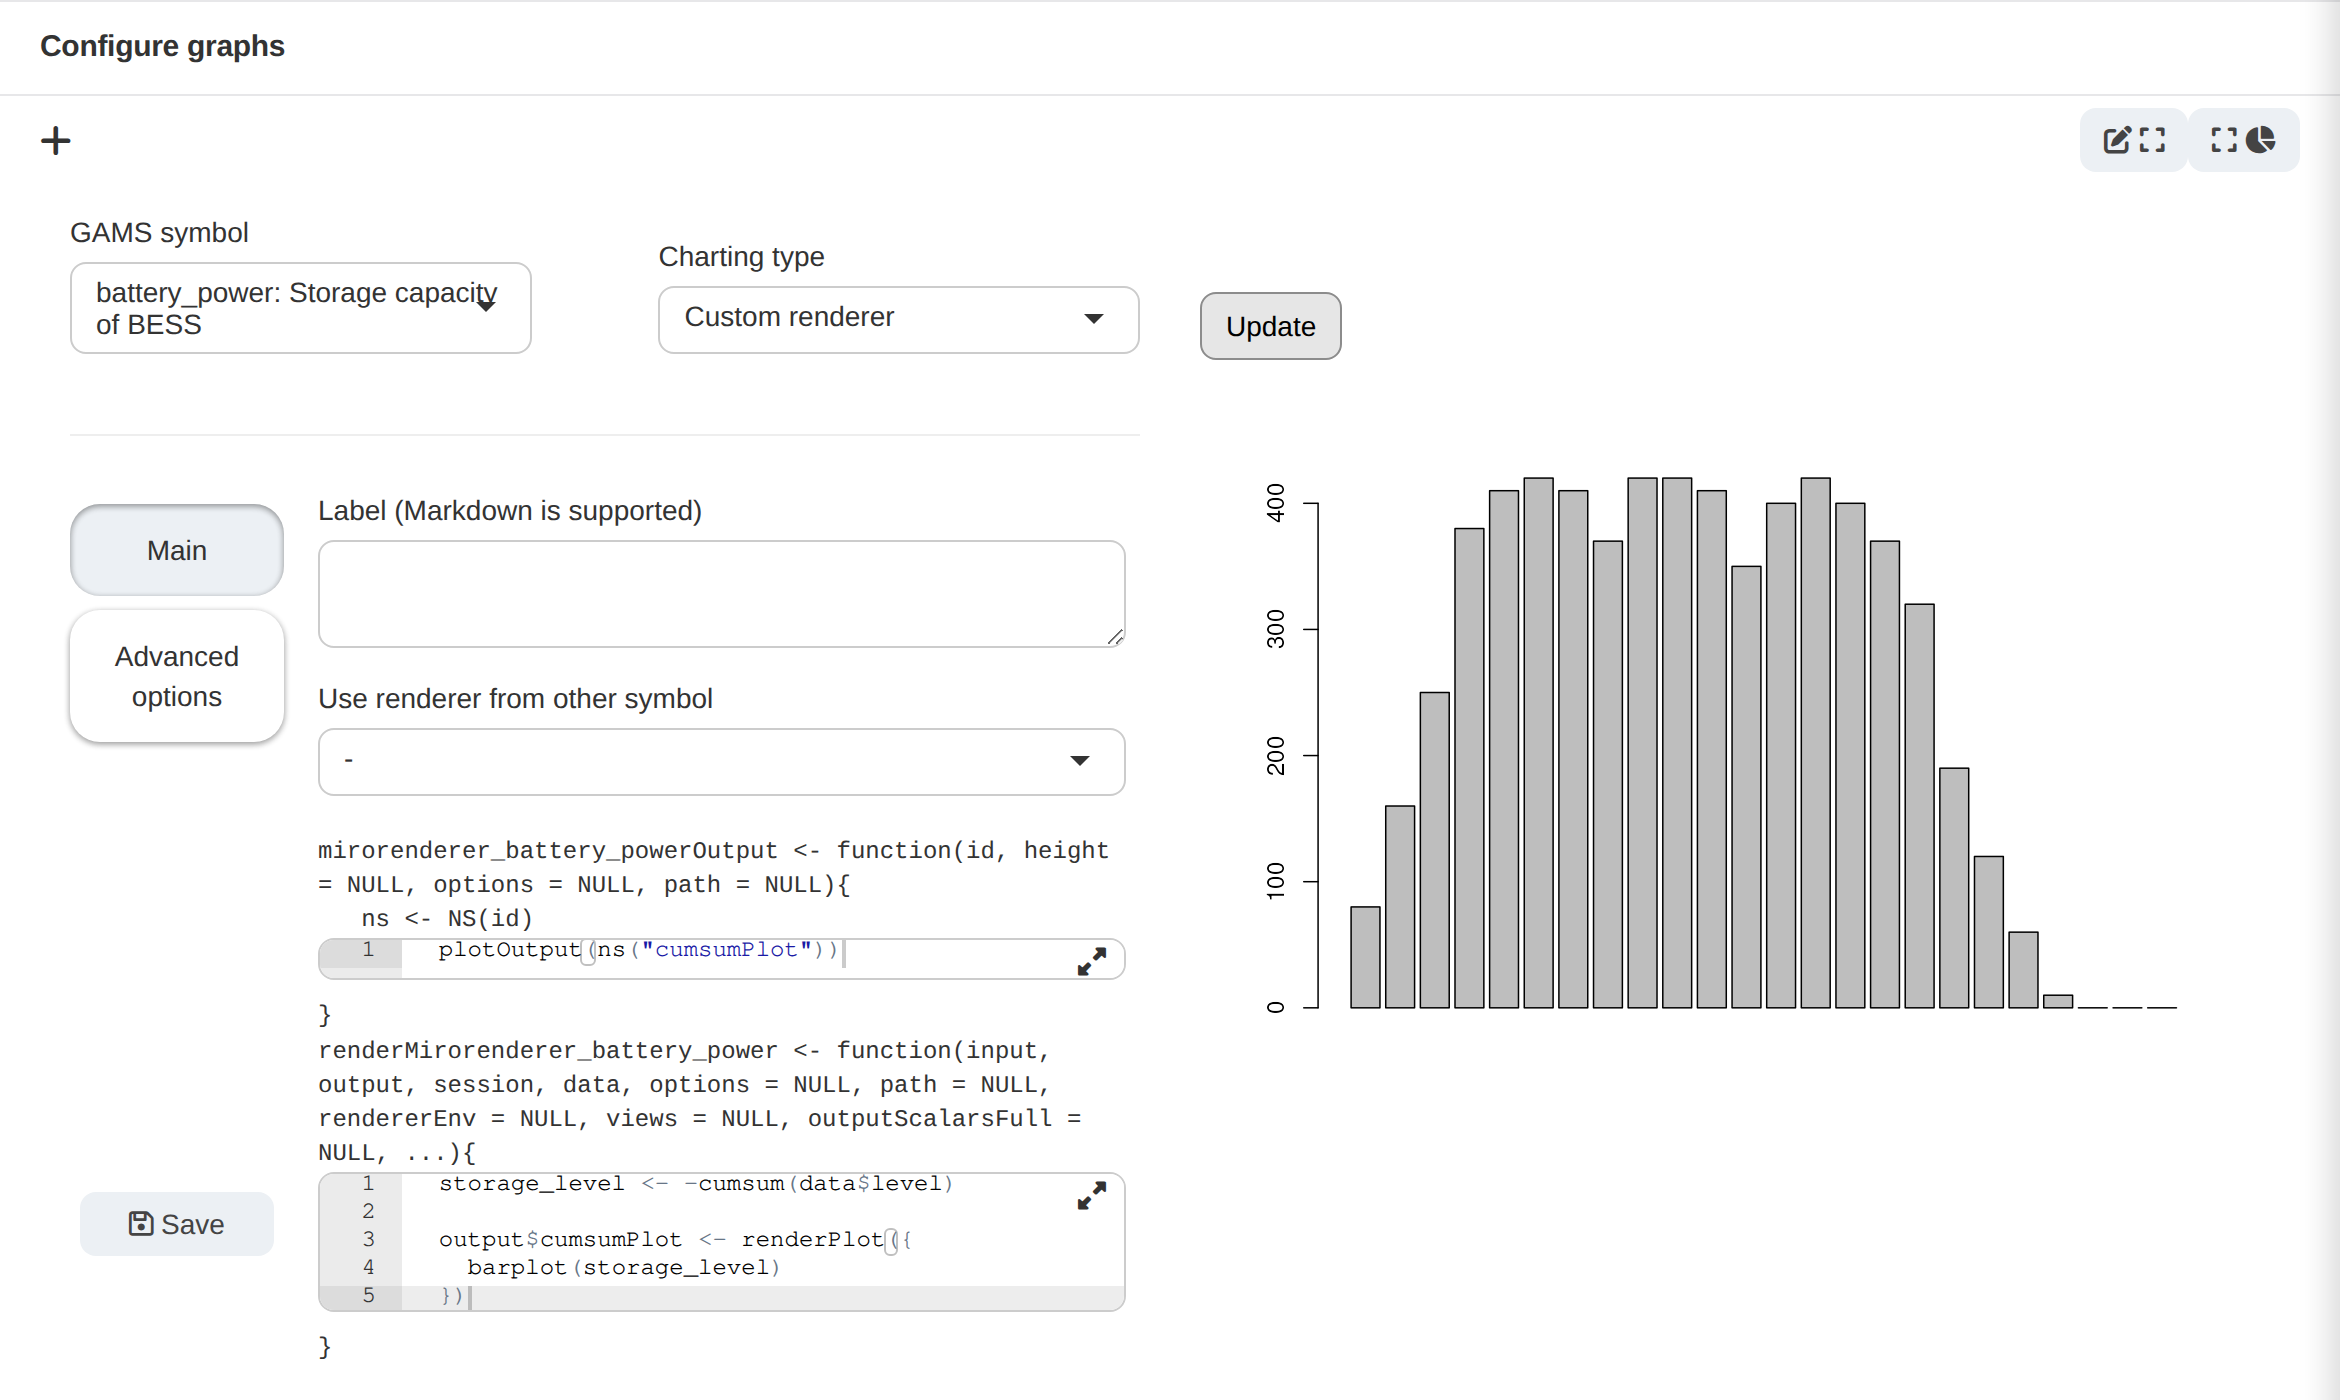 Configure graphs
GAMS symbol
battery_power: Storage capacity
of BESS
Charting type
Custom renderer
Update
Main
Advanced
options
Save
Label (Markdown is supported)
Use renderer from other symbol
-
mirorenderer_battery_powerOutput <- function(id, height
= NULL, options = NULL, path = NULL){
   ns <- NS(id)
1 plotOutput(ns("cumsumPlot"))
}
renderMirorenderer_battery_power <- function(input,
output, session, data, options = NULL, path = NULL,
rendererEnv = NULL, views = NULL, outputScalarsFull =
NULL, ...){
1 storage_level <- -cumsum(data$level)
2
3 output$cumsumPlot <- renderPlot({
4   barplot(storage_level)
5 })
}
400
300
200
100
0